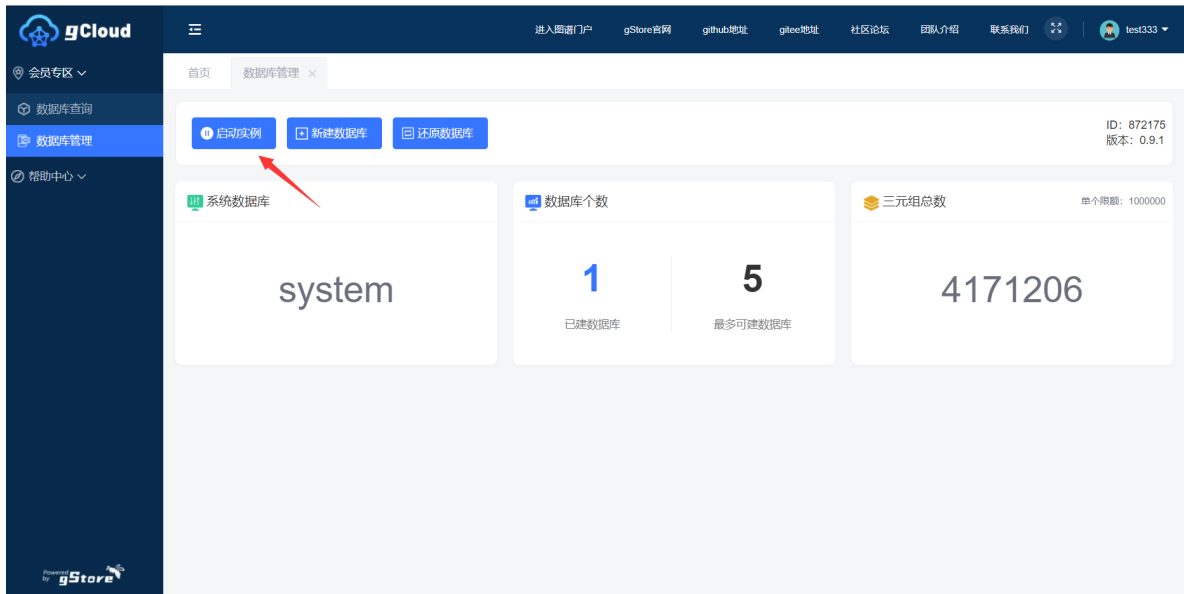 gCloud
进入图谱门户 gStore官网 github地址 gitee地址 社区论坛 团队介绍 联系我们 test333
会员专区
首页 数据库管理
数据库查询
数据库管理
帮助中心
启动实例 新建数据库 还原数据库
ID: 872175
版本: 0.9.1
系统数据库
system
数据库个数
1 5
已建数据库 最多可建数据库
三元组总数 单个限额: 1000000
4171206
Powered by gStore